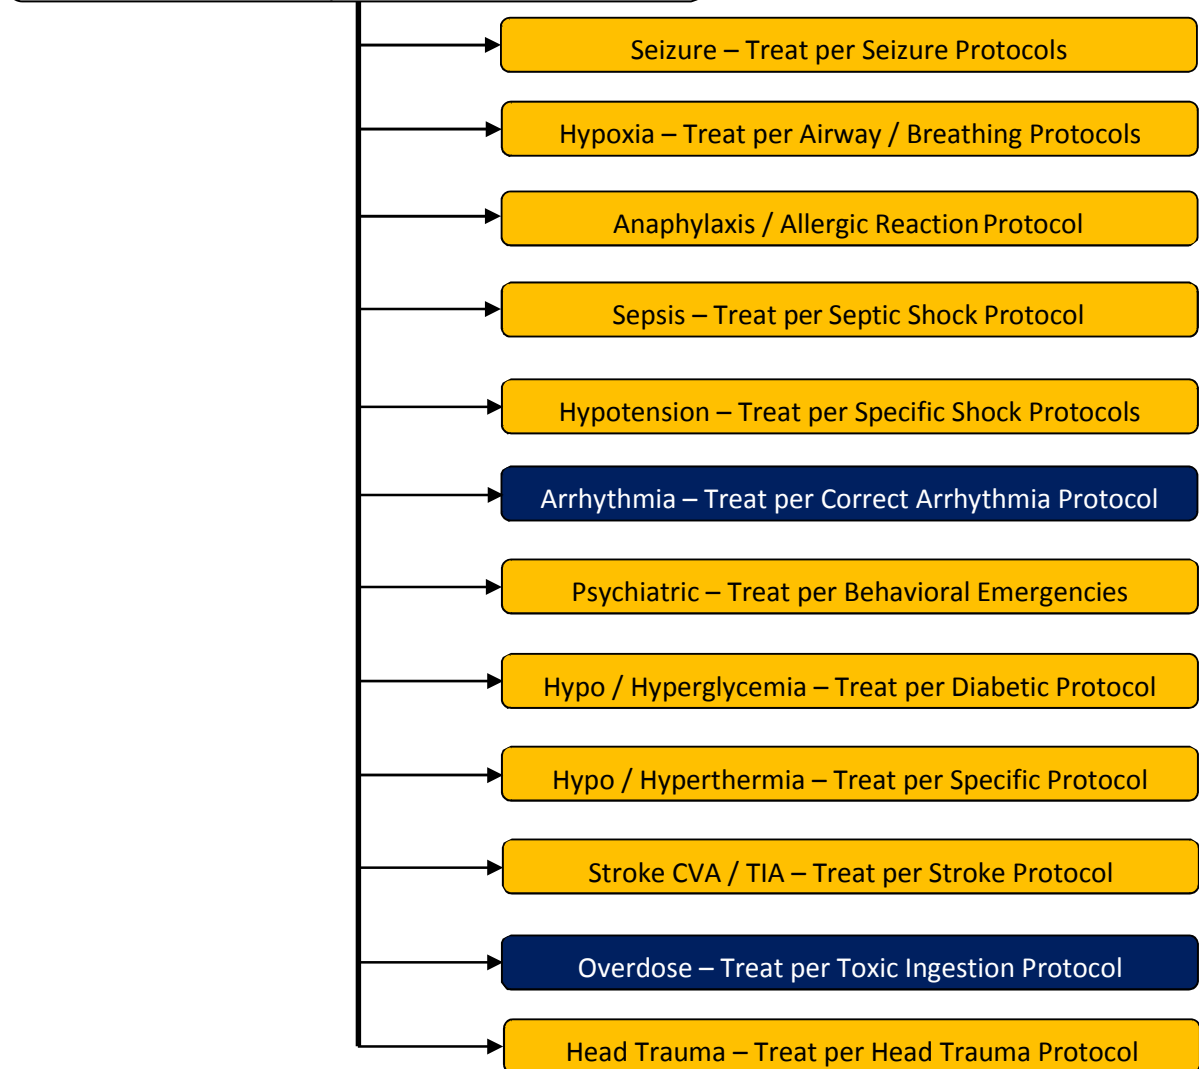 Seizure – Treat per Seizure Protocols
Hypoxia – Treat per Airway / Breathing Protocols
Anaphylaxis / Allergic Reaction Protocol
Sepsis – Treat per Septic Shock Protocol
Hypotension – Treat per Specific Shock Protocols
Arrhythmia – Treat per Correct Arrhythmia Protocol
Psychiatric – Treat per Behavioral Emergencies
Hypo / Hyperglycemia – Treat per Diabetic Protocol
Hypo / Hyperthermia – Treat per Specific Protocol
Stroke CVA / TIA – Treat per Stroke Protocol
Overdose – Treat per Toxic Ingestion Protocol
Head Trauma – Treat per Head Trauma Protocol